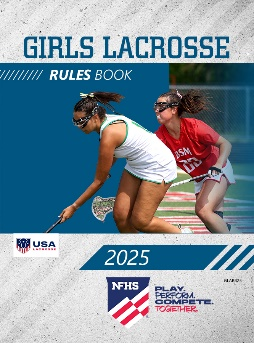 GIRLS LACROSSE
RULES BOOK
USA
LACROSSE
2025
NFHS
PLAY.
PERFORM.
COMPETE.
TOGETHER.